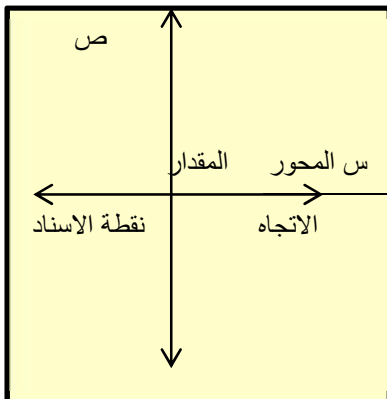 ص
س المحور المقدار
الاتجاه نقطة الاسناد